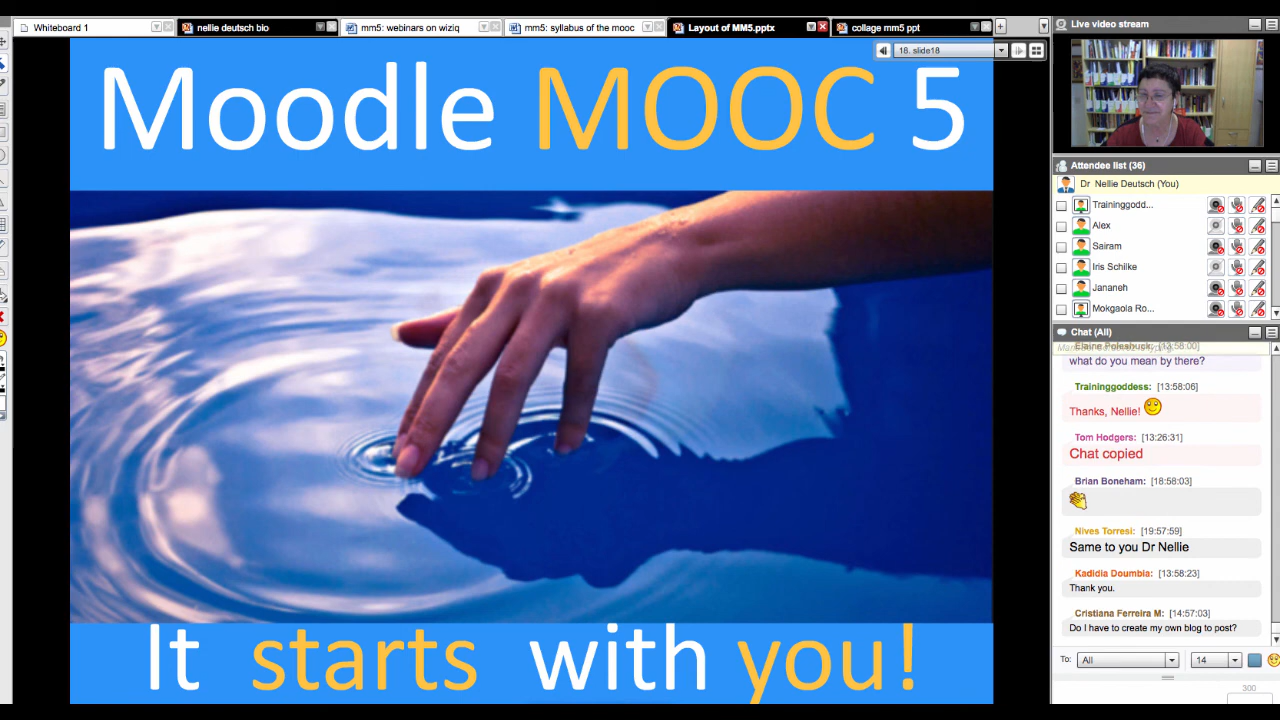 Whiteboard 1
nellie deutsch bio
mm5: webinars on wiziq
mm5: syllabus of the mooc
Layout of MM5.pptx
collage mm5 ppt
18. slide18
Moodle MOOC 5
It starts with you!
Live video stream
Attendee list (36)
Dr Nellie Deutsch (You)
Traininggodd...
Alex
Sairam
Iris Schilke
Jananeh
Mokgaola Ro...
Chat (All)
what do you mean by there?
Traininggoddess: [13:58:06]
Thanks, Nellie!
Tom Hodgers: [13:26:31]
Chat copied
Brian Boneham: [18:58:03]
Nives Torresi: [19:57:59]
Same to you Dr Nellie
Kadidia Doumbia: [13:58:23]
Thank you.
Cristiana Ferreira M: [14:57:03]
Do I have to create my own blog to post?
To: All 14
300